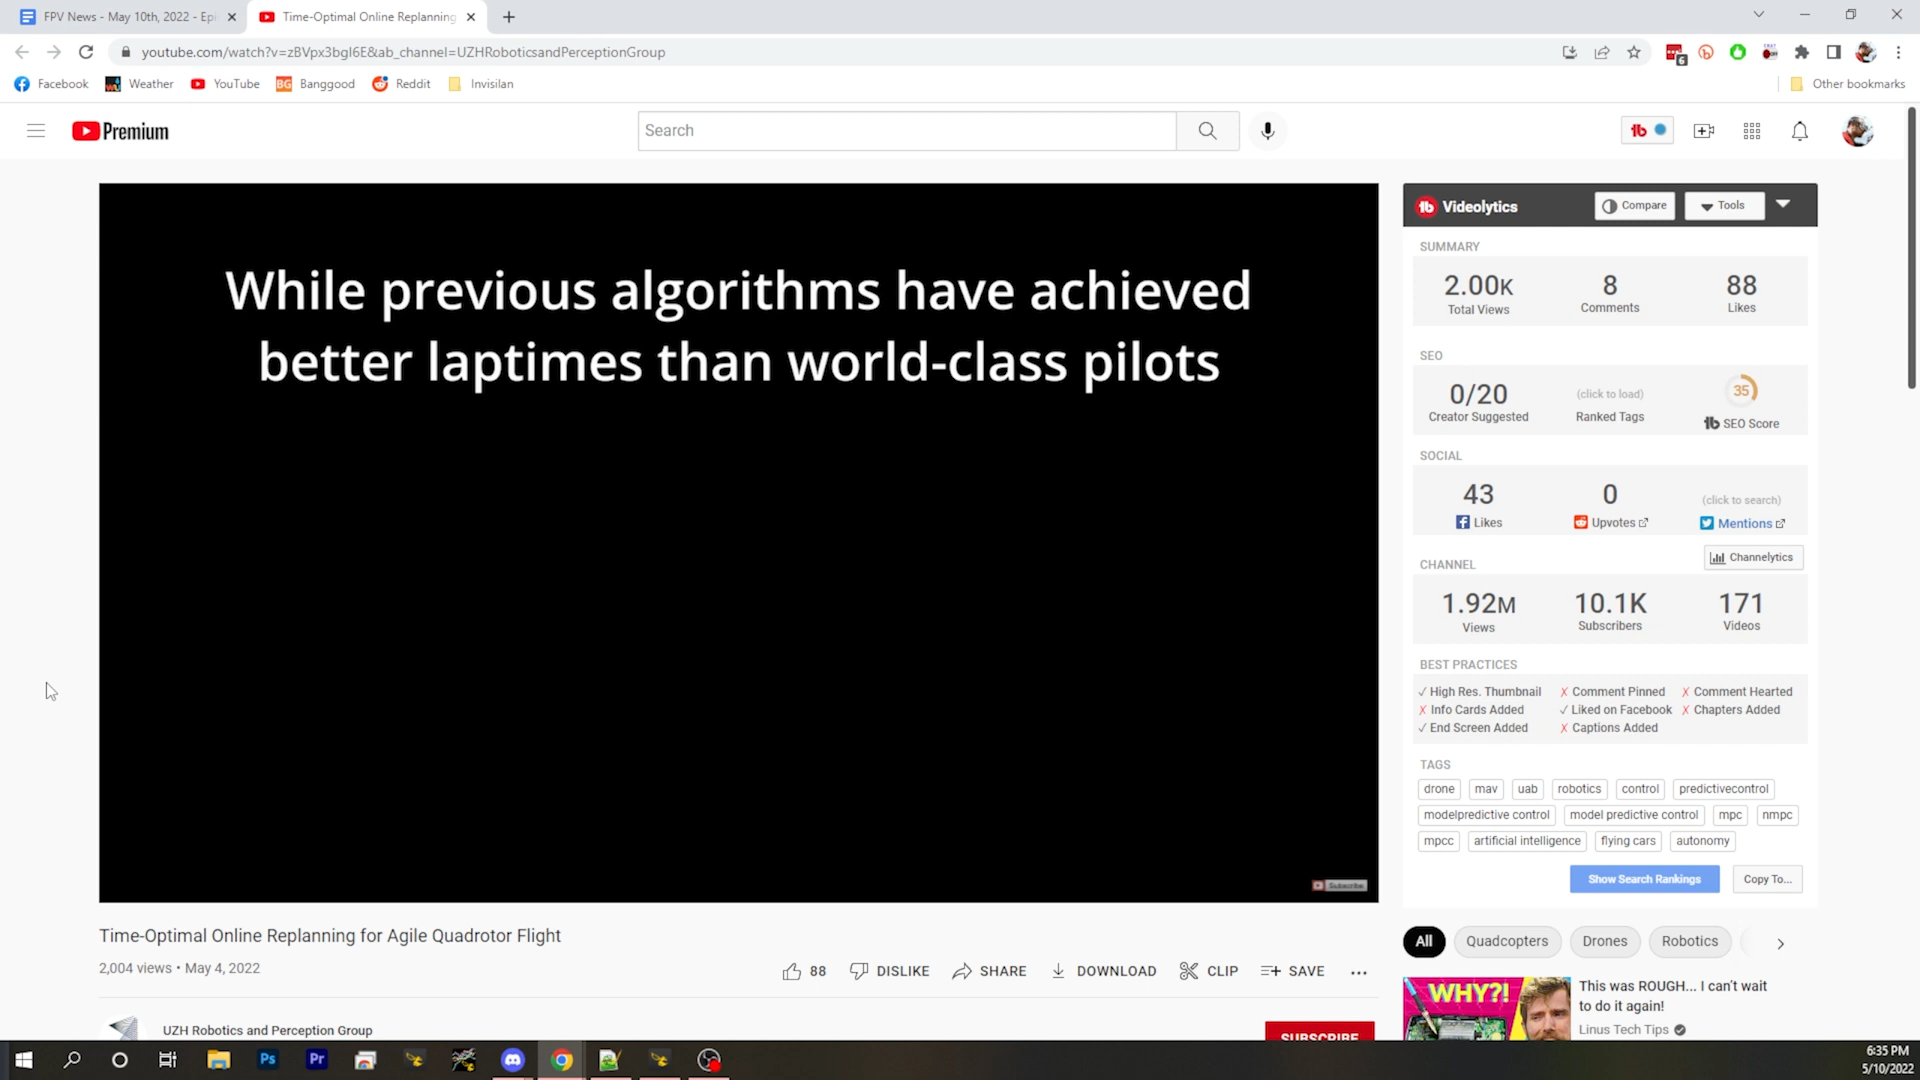 FPV News - May 10th, 2022 - Epi
Time-Optimal Online Replanning
youtube.com/watch?v=zBVpx3bgI6E&ab_channel=UZHRoboticsandPerceptionGroup
6
Facebook
Weather
YouTube
BG Banggood
Reddit
Invisilan
Other bookmarks
Premium
Search
While previous algorithms have achieved
better laptimes than world-class pilots
Subscribe
Time-Optimal Online Replanning for Agile Quadrotor Flight
2,004 views • May 4, 2022
88
DISLIKE
SHARE
DOWNLOAD
CLIP
SAVE
UZH Robotics and Perception Group
SUBSCRIBE
Videolytics
Compare
Tools
SUMMARY
2.00K
8
88
Total Views
Comments
Likes
SEO
0/20
(click to load)
35
Creator Suggested
Ranked Tags
SEO Score
SOCIAL
43
0
(click to search)
Likes
Upvotes
Mentions
CHANNEL
Channelytics
1.92M
10.1K
171
Views
Subscribers
Videos
BEST PRACTICES
✓ High Res. Thumbnail
✗ Comment Pinned
✗ Comment Hearted
✗ Info Cards Added
✓ Liked on Facebook
✗ Chapters Added
✓ End Screen Added
✗ Captions Added
TAGS
drone
mav
uab
robotics
control
predictivecontrol
modelpredictive control
model predictive control
mpc
nmpc
mpcc
artificial intelligence
flying cars
autonomy
Show Search Rankings
Copy To...
All
Quadcopters
Drones
Robotics
WHY?!
This was ROUGH... I can't wait
to do it again!
Linus Tech Tips
Ps
Pr
6:35 PM
5/10/2022